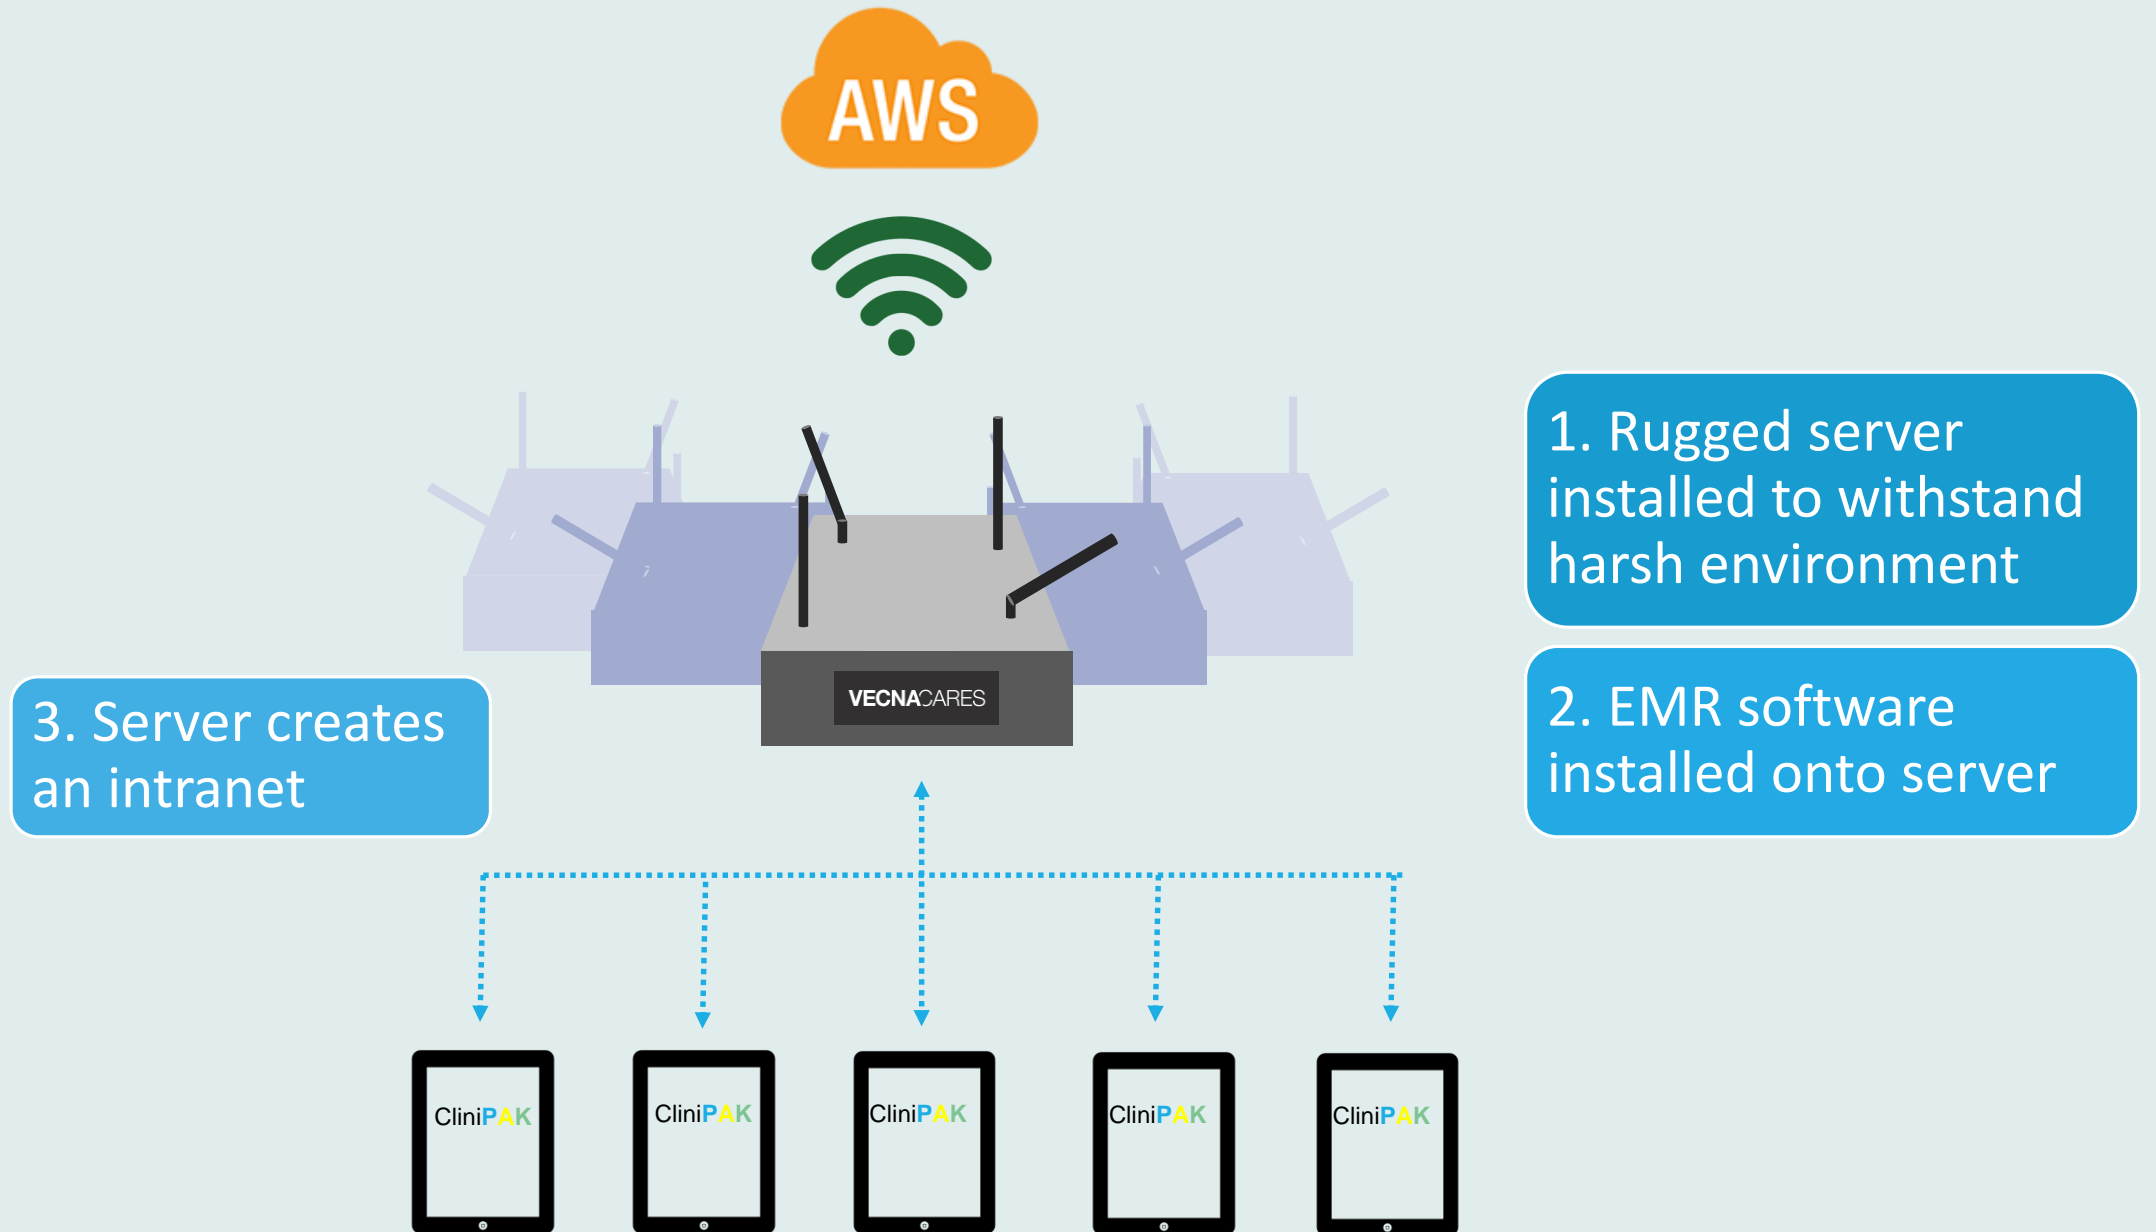 AWS
1. Rugged server
installed to withstand
harsh environment
VECNACARES
2. EMR software
installed onto server
3. Server creates
an intranet
CliniPAK
CliniPAK
CliniPAK
CliniPAK
CliniPAK